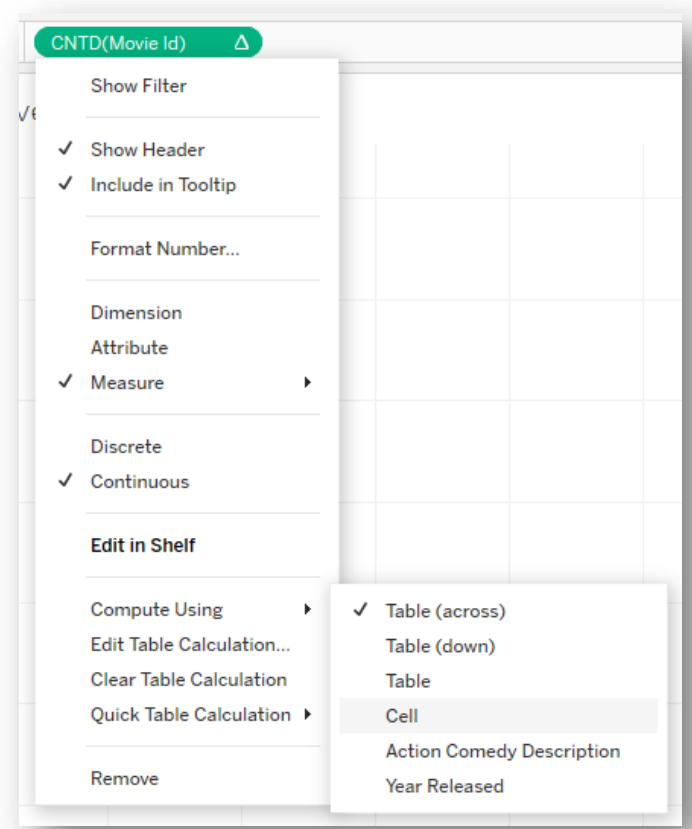 CNTD(Movie Id) Δ
Show Filter
✓ Show Header
✓ Include in Tooltip
Format Number...
Dimension
Attribute
✓ Measure
Discrete
✓ Continuous
Edit in Shelf
Compute Using
Edit Table Calculation...
Clear Table Calculation
Quick Table Calculation
Remove
✓ Table (across)
Table (down)
Table
Cell
Action Comedy Description
Year Released